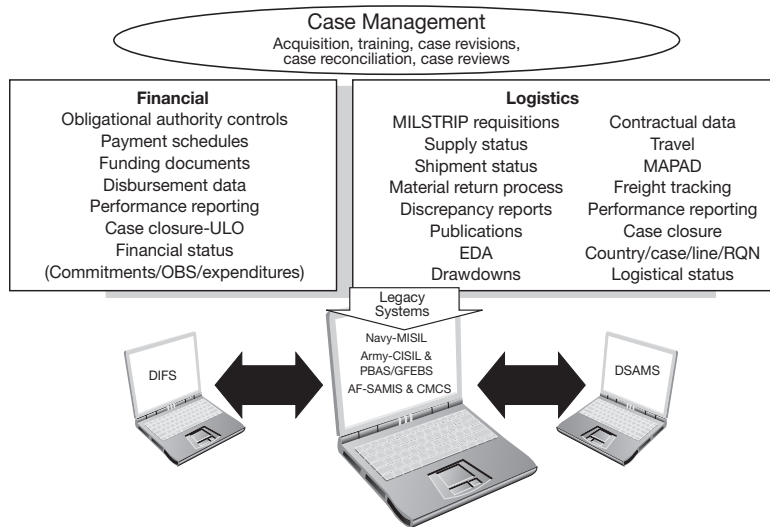 Case Management
Acquisition, training, case revisions,
case reconciliation, case reviews
Financial
Obligational authority controls
Payment schedules
Funding documents
Disbursement data
Performance reporting
Case closure-ULO
Financial status
(Commitments/OBS/expenditures)
Logistics
MILSTRIP requisitions
Supply status
Shipment status
Material return process
Discrepancy reports
Publications
EDA
Drawdowns
Contractual data
Travel
MAPAD
Freight tracking
Performance reporting
Case closure
Country/case/line/RQN
Logistical status
Legacy
Systems
DIFS
Navy-MISIL
Army-CISIL &
PBAS/GFEBS
AF-SAMIS & CMCS
DSAMS